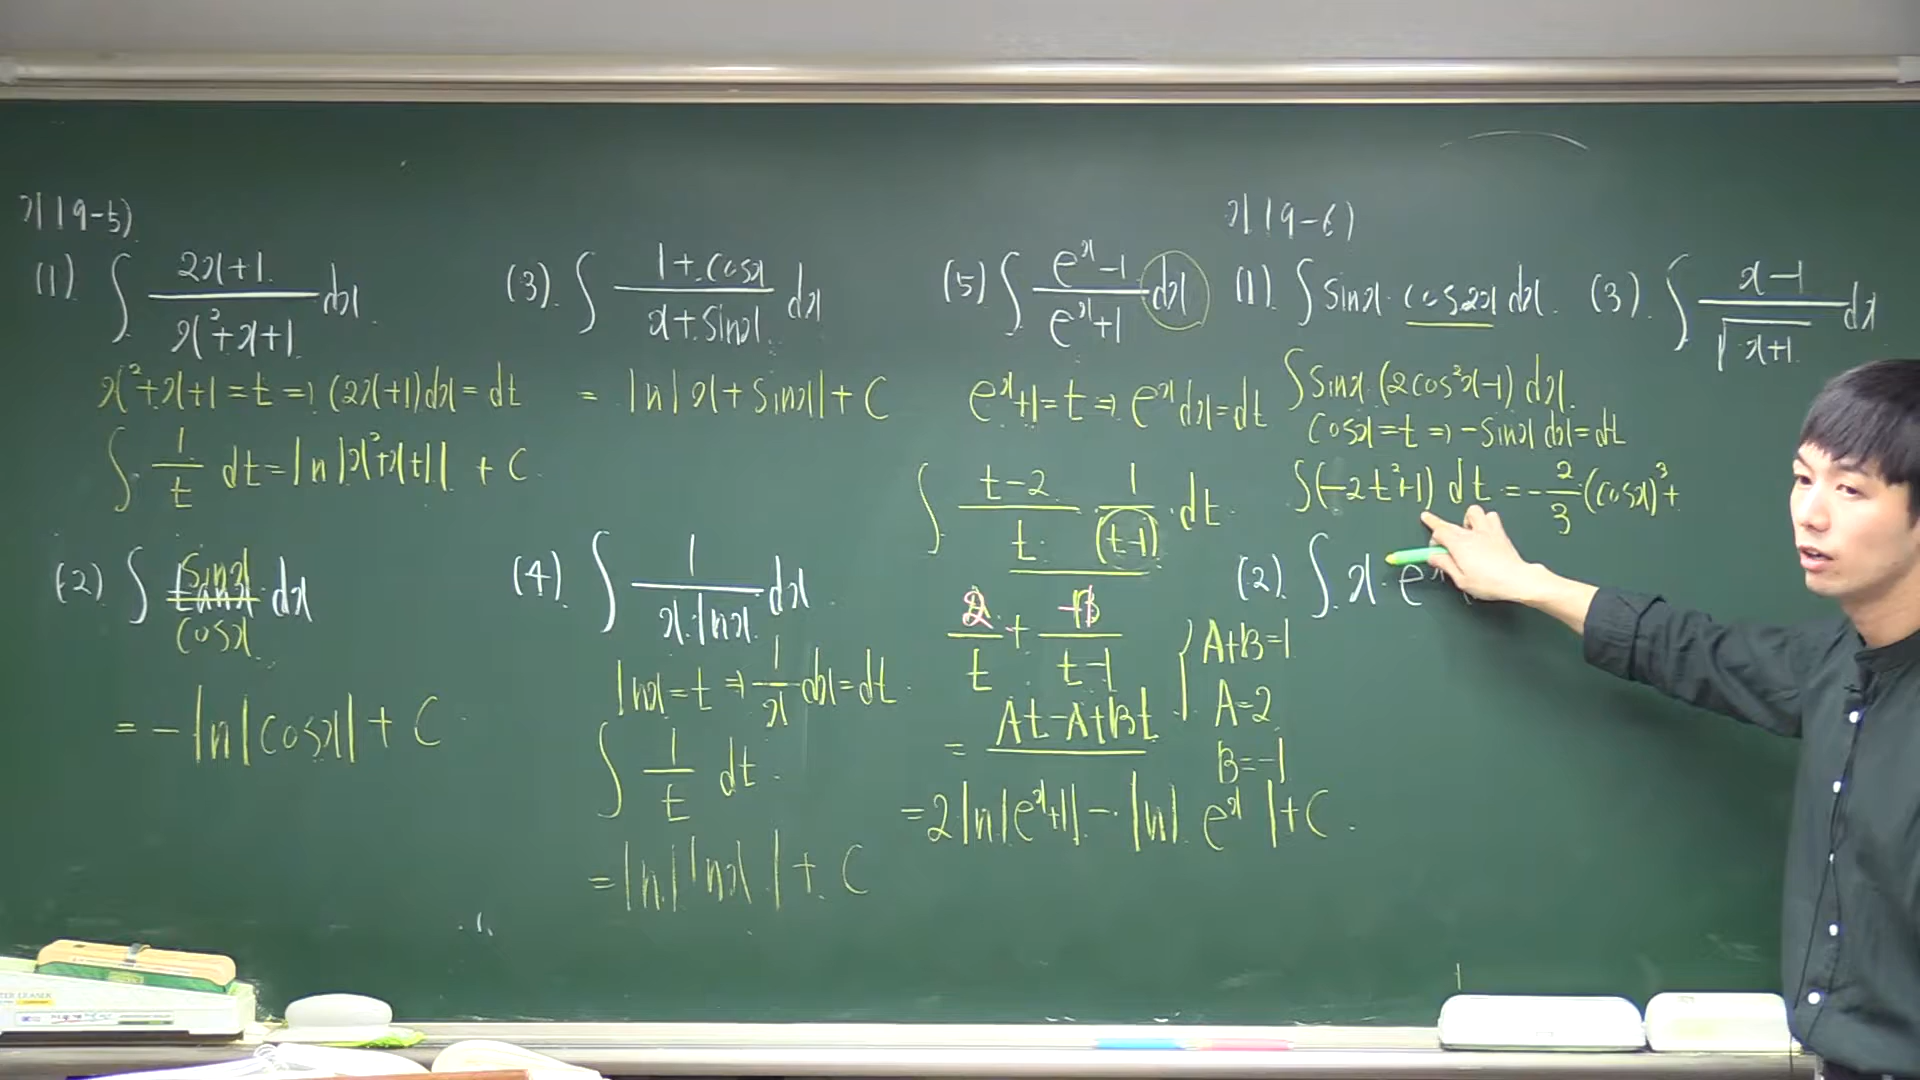 개 19-5)
(1) ∫ 2x+1 / x²+x+1 dx
x²+x+1=t ⇒ (2x+1)dx=dt
∫ 1/t dt=ln|x²+x+1| + C
(2) ∫ sinx / cosx dx
= -ln|cosx| + C
(3) ∫ 1+cosx / x+sinx dx
= ln|x+sinx| + C
(4) ∫ 1 / x·lnx dx
lnx=t ⇒ 1/x dx=dt
∫ 1/t dt
= ln|lnx| + C
(5) ∫ eˣ-1 / eˣ+1 dx
eˣ+1=t ⇒ eˣdx=dt
∫ t-2 / t · 1 / (t-1) · dt
2/t + -1/t-1
= At-A+Bt
A+B=1
A=2
B=-1
=2ln|eˣ+1| - ln|eˣ|+C
개 19-6)
(1) ∫ sinx·cos2x dx
∫ sinx·(2cos²x-1) dx
cosx=t ⇒ -sinx dx=dt
∫(-2t²+1) dt = -2/3 (cosx)³+
(2) ∫ x·e
(3) ∫ x-1 / √x+1 dx